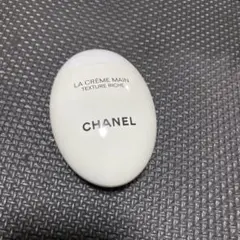 LA CRÈME MAIN
TEXTURE RICHE
CHANEL